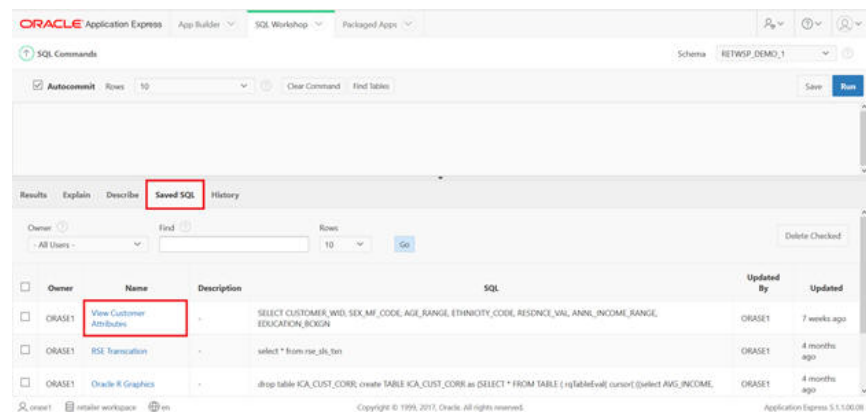 ORACLE Application Express App Builder SQL Workshop Packaged Apps
SQL Commands Schema RETWSP_DEMO_1
Autocommit Rows 10 Clear Command Find Tables Save Run
Results Explain Describe Saved SQL History
Owner Find Rows
- All Users - 10 Go Delete Checked
Owner Name Description SQL Updated By Updated
ORASE1 View Customer Attributes - SELECT CUSTOMER_WID, SEX_MF_CODE, AGE_RANGE, ETHNICITY_CODE, RESDNCE_VAL, ANNL_INCOME_RANGE, EDUCATION_BCKGN ORASE1 7 weeks ago
ORASE1 RSE Transcation - select * from rse_sls_txn ORASE1 4 months ago
ORASE1 Oracle R Graphics - drop table ICA_CUST_CORR; create TABLE ICA_CUST_CORR as (SELECT * FROM TABLE ( rqTableEval( cursor( ((select AVG_INCOME, ORASE1 4 months ago
orase1 retailer workspace en Copyright © 1999, 2017, Oracle. All rights reserved. Application Express 5.1.1.00.08